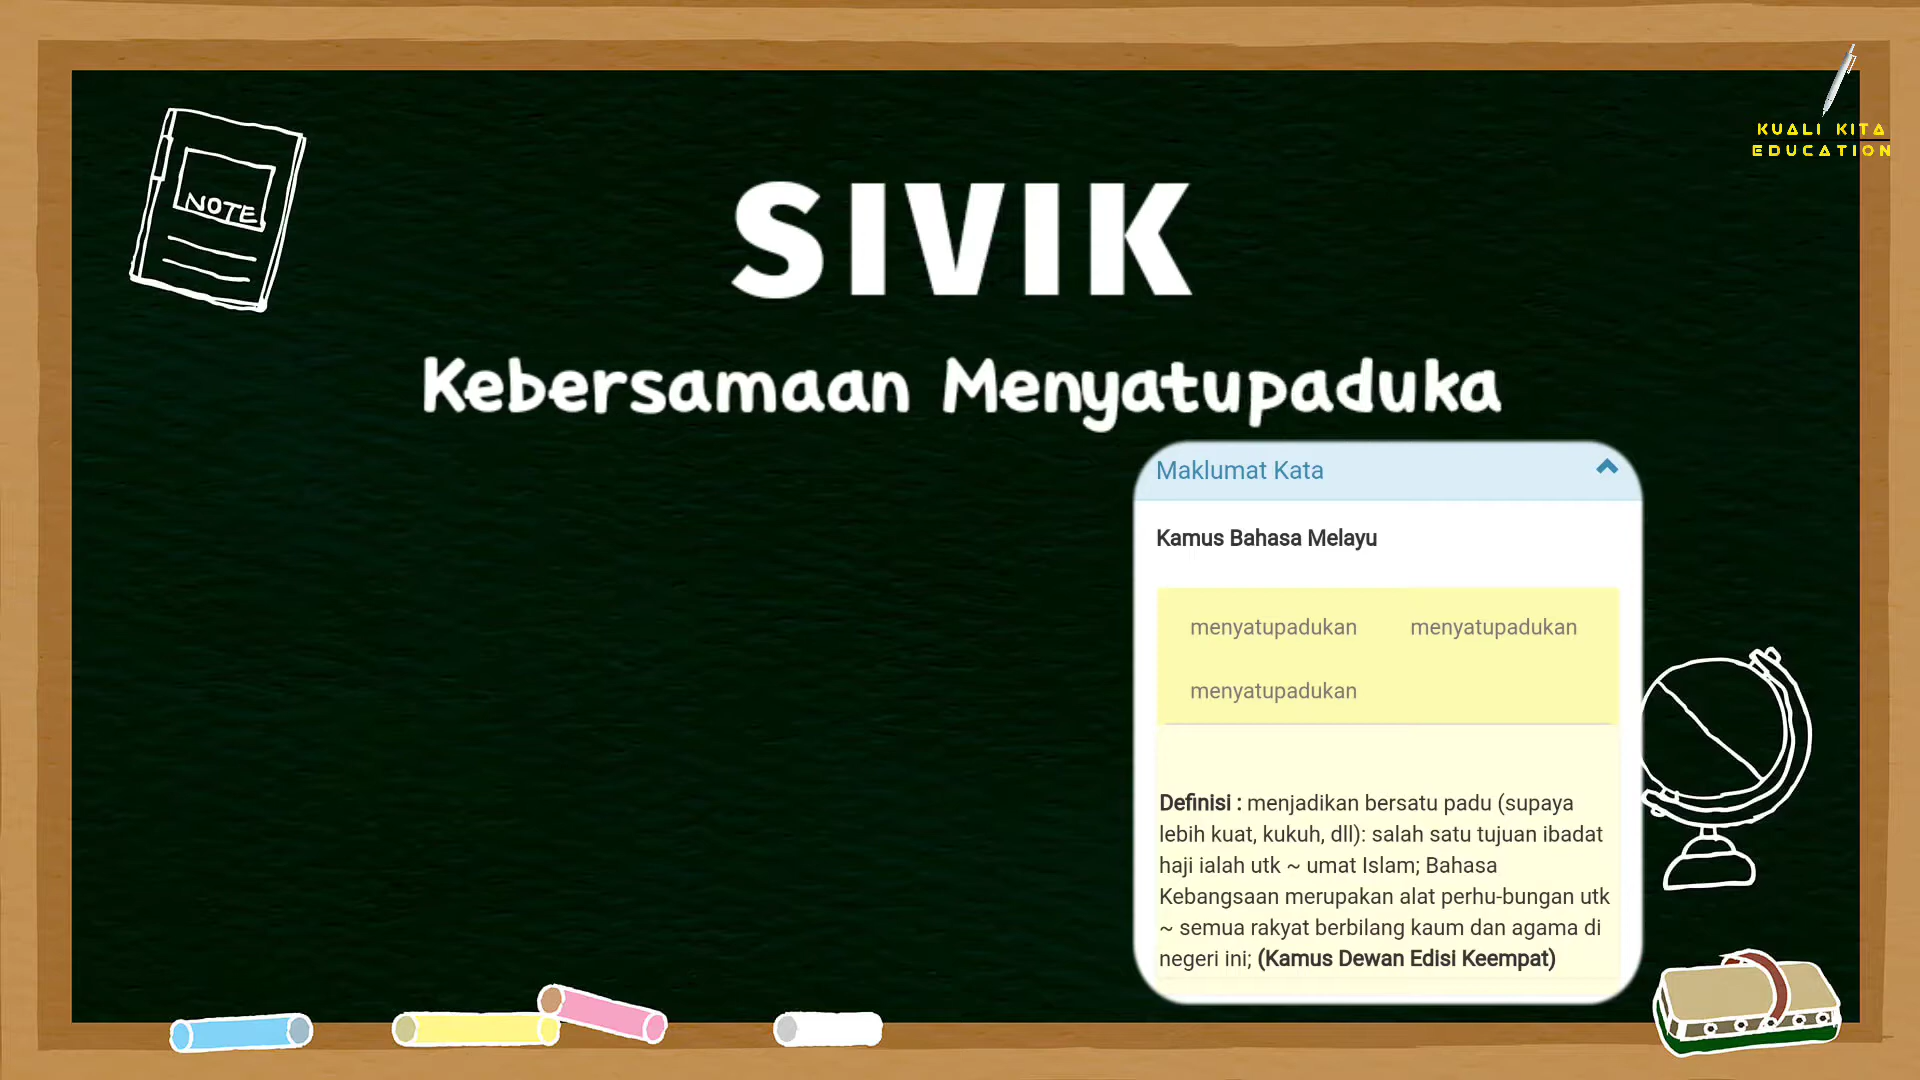 NOTE
KUALI KITA
EDUCATION
SIVIK
Kebersamaan Menyatupaduka
Maklumat Kata
Kamus Bahasa Melayu
menyatupadukan menyatupadukan
menyatupadukan
Definisi : menjadikan bersatu padu (supaya
lebih kuat, kukuh, dll): salah satu tujuan ibadat
haji ialah utk ~ umat Islam; Bahasa
Kebangsaan merupakan alat perhu-bungan utk
~ semua rakyat berbilang kaum dan agama di
negeri ini; (Kamus Dewan Edisi Keempat)